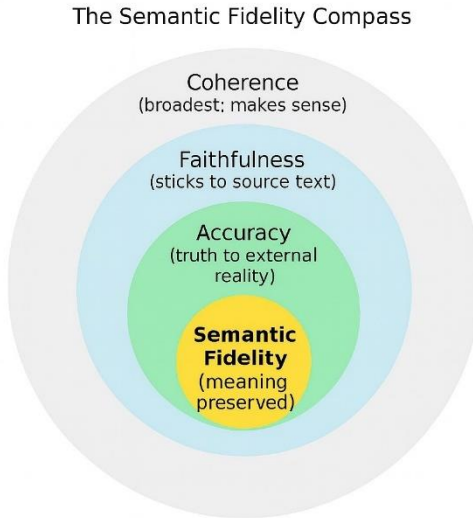 The Semantic Fidelity Compass
Coherence
(broadest; makes sense)
Faithfulness
(sticks to source text)
Accuracy
(truth to external
reality)
Semantic
Fidelity
(meaning
preserved)